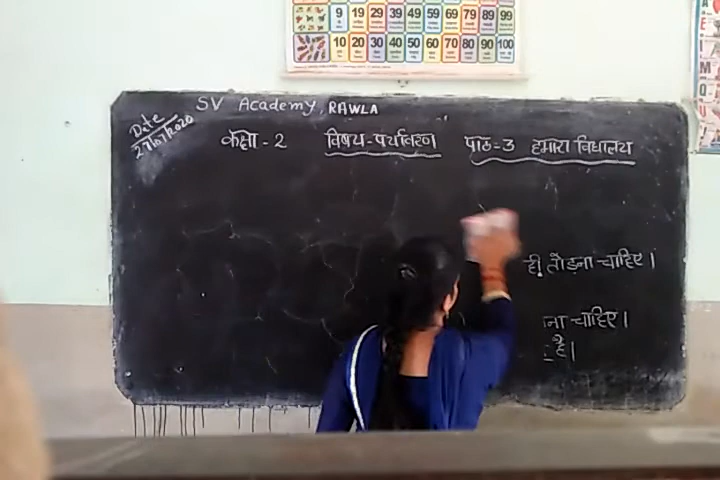 9 19 29 39 49 59 69 79 89 99
10 20 30 40 50 60 70 80 90 100
SV Academy, RAWLA
Date
कक्षा - 2 विषय - पर्यावरण पाठ - 3 हमारा विद्यालय
ही तोड़ना चाहिए।
ना चाहिए।
है।